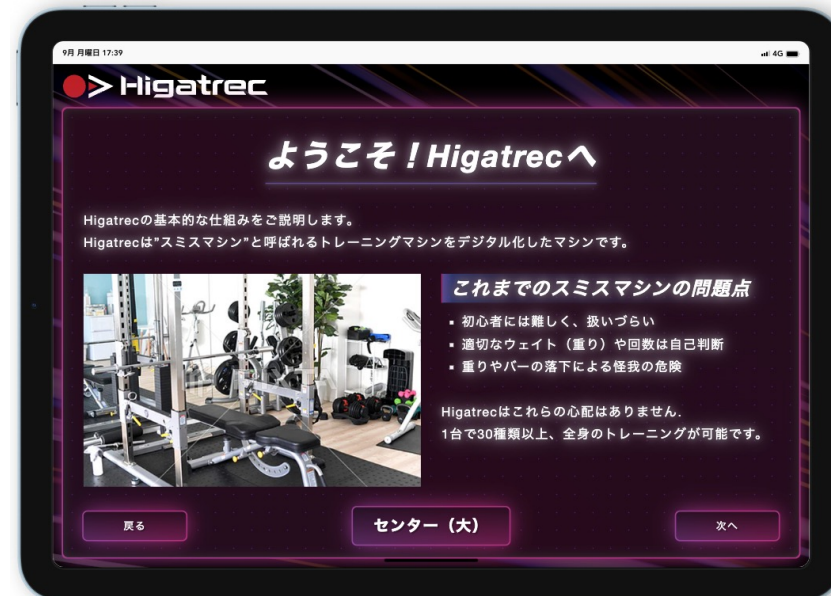 9月 月曜日 17:39
4G
Higatrec
ようこそ！Higatrecへ
Higatrecの基本的な仕組みをご説明します。
Higatrecは"スミスマシン"と呼ばれるトレーニングマシンをデジタル化したマシンです。
これまでのスミスマシンの問題点
▪ 初心者には難しく、扱いづらい
▪ 適切なウェイト（重り）や回数は自己判断
▪ 重りやバーの落下による怪我の危険
Higatrecはこれらの心配はありません.
1台で30種類以上、全身のトレーニングが可能です。
戻る
センター（大）
次へ